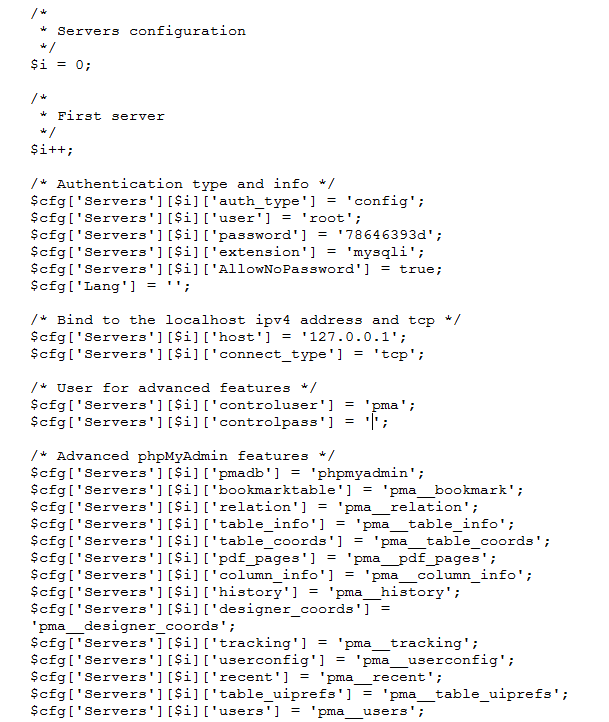 /*
 * Servers configuration
 */
$i = 0;

/*
 * First server
 */
$i++;

/* Authentication type and info */
$cfg['Servers'][$i]['auth_type'] = 'config';
$cfg['Servers'][$i]['user'] = 'root';
$cfg['Servers'][$i]['password'] = '78646393d';
$cfg['Servers'][$i]['extension'] = 'mysqli';
$cfg['Servers'][$i]['AllowNoPassword'] = true;
$cfg['Lang'] = '';

/* Bind to the localhost ipv4 address and tcp */
$cfg['Servers'][$i]['host'] = '127.0.0.1';
$cfg['Servers'][$i]['connect_type'] = 'tcp';

/* User for advanced features */
$cfg['Servers'][$i]['controluser'] = 'pma';
$cfg['Servers'][$i]['controlpass'] = '';

/* Advanced phpMyAdmin features */
$cfg['Servers'][$i]['pmadb'] = 'phpmyadmin';
$cfg['Servers'][$i]['bookmarktable'] = 'pma__bookmark';
$cfg['Servers'][$i]['relation'] = 'pma__relation';
$cfg['Servers'][$i]['table_info'] = 'pma__table_info';
$cfg['Servers'][$i]['table_coords'] = 'pma__table_coords';
$cfg['Servers'][$i]['pdf_pages'] = 'pma__pdf_pages';
$cfg['Servers'][$i]['column_info'] = 'pma__column_info';
$cfg['Servers'][$i]['history'] = 'pma__history';
$cfg['Servers'][$i]['designer_coords'] =
'pma__designer_coords';
$cfg['Servers'][$i]['tracking'] = 'pma__tracking';
$cfg['Servers'][$i]['userconfig'] = 'pma__userconfig';
$cfg['Servers'][$i]['recent'] = 'pma__recent';
$cfg['Servers'][$i]['table_uiprefs'] = 'pma__table_uiprefs';
$cfg['Servers'][$i]['users'] = 'pma__users';